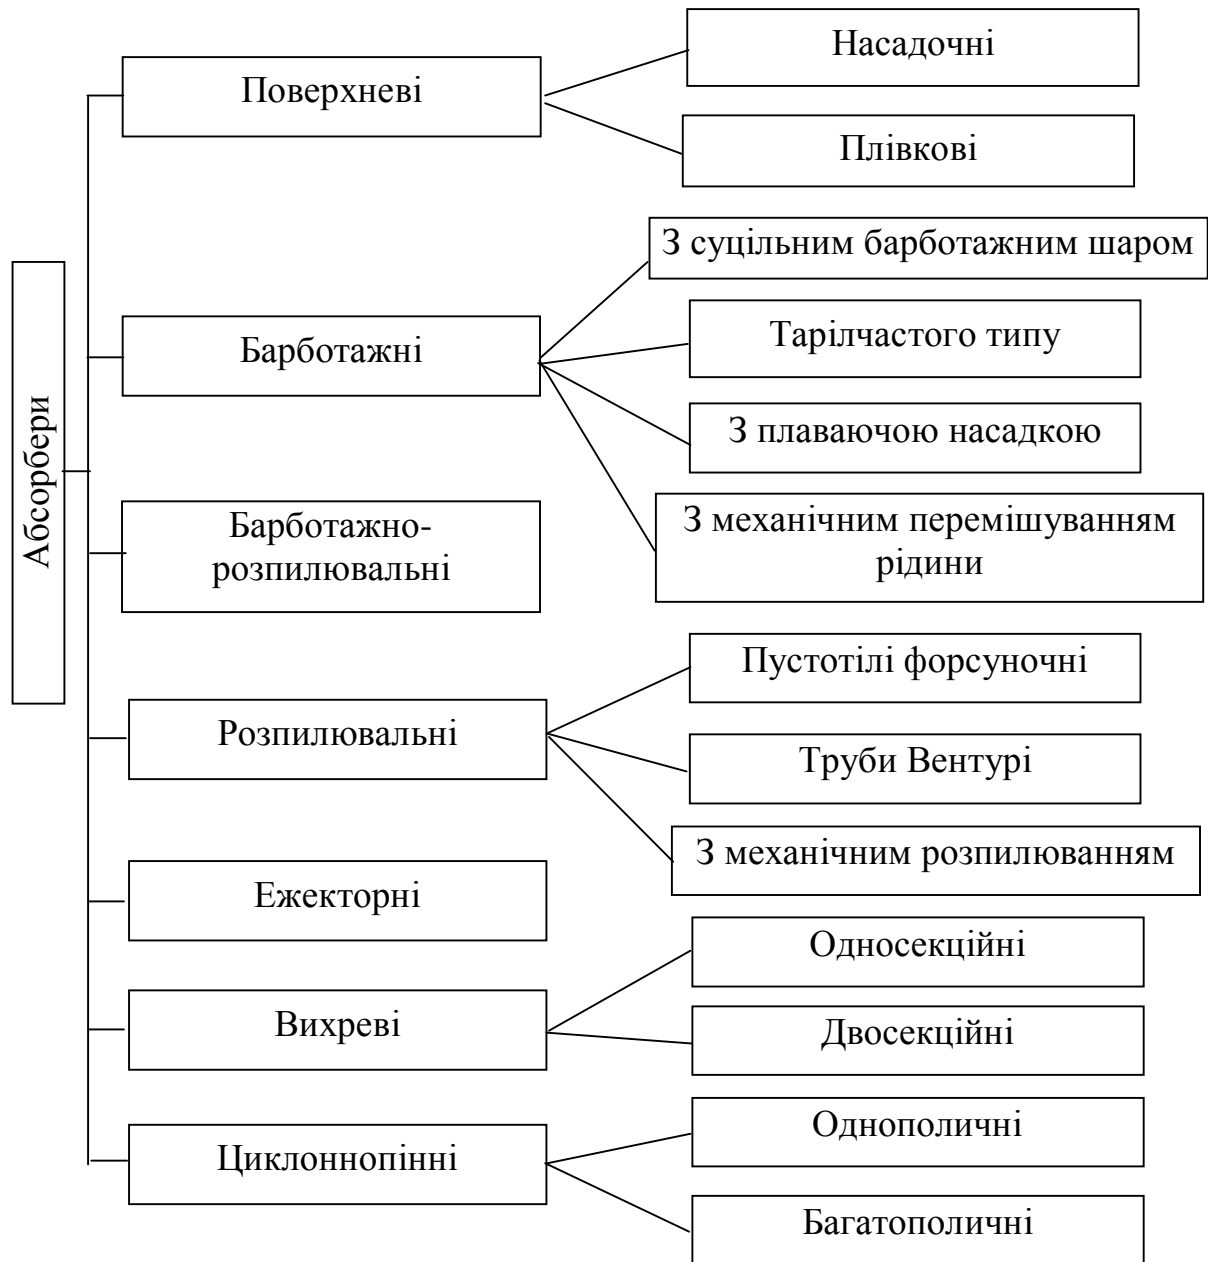 Абсорбери
Поверхневі
Насадочні
Плівкові
Барботажні
З суцільним барботажним шаром
Тарілчастого типу
З плаваючою насадкою
З механічним перемішуванням
рідини
Барботажно-
розпилювальні
Розпилювальні
Пустотілі форсуночні
Труби Вентурі
З механічним розпилюванням
Ежекторні
Вихреві
Односекційні
Двосекційні
Циклоннопінні
Однополичні
Багатополичні